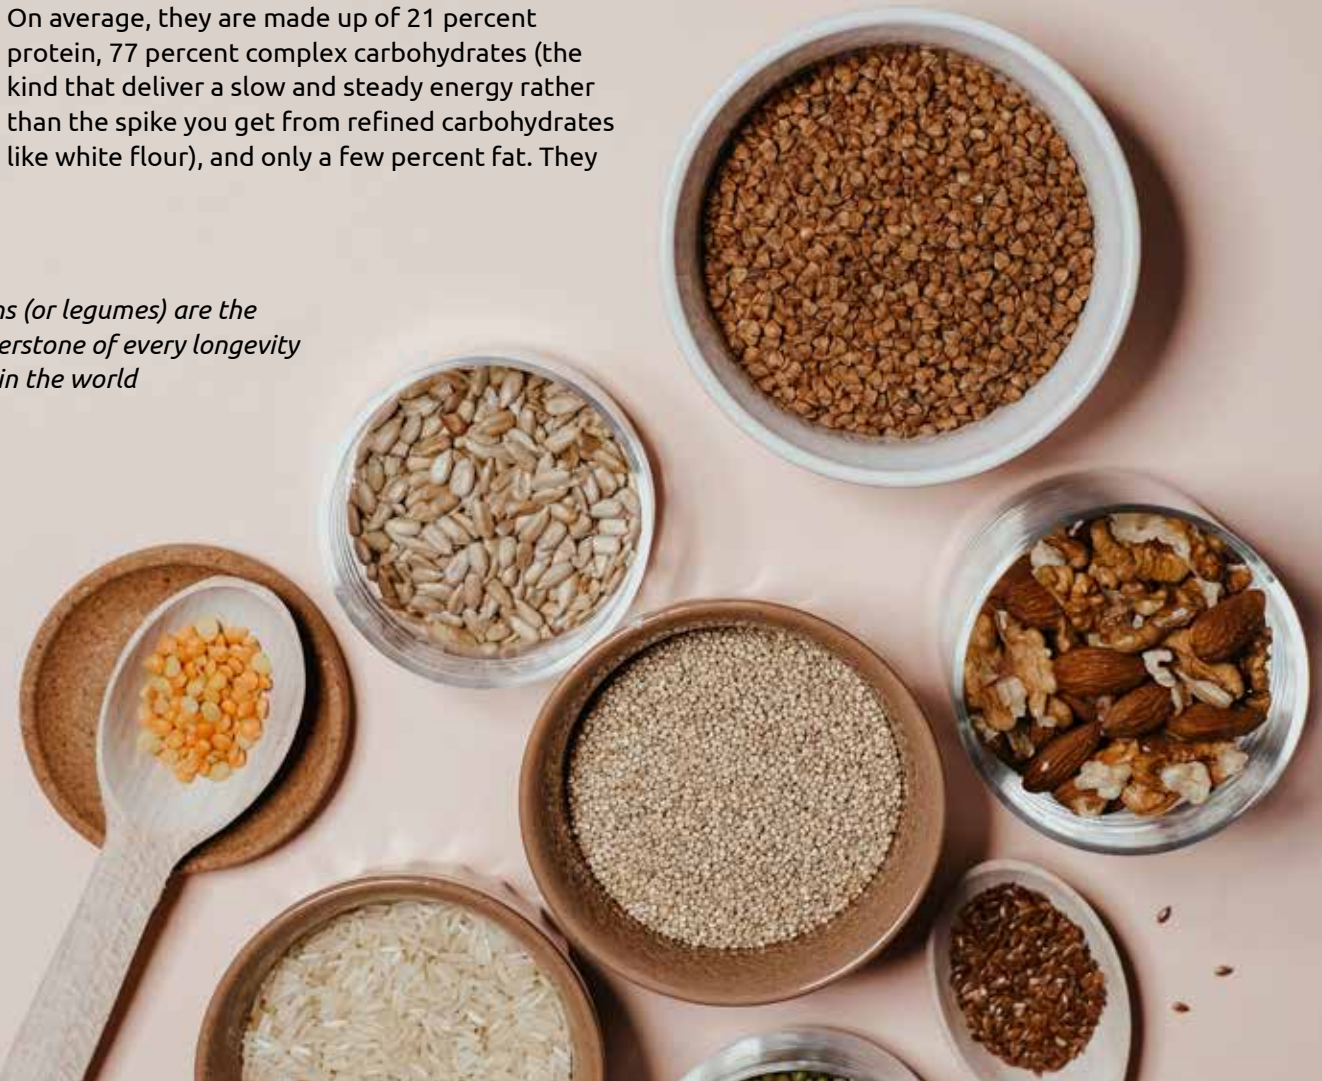 On average, they are made up of 21 percent
protein, 77 percent complex carbohydrates (the
kind that deliver a slow and steady energy rather
than the spike you get from refined carbohydrates
like white flour), and only a few percent fat. They
(or legumes) are the
of every longevity
in the world